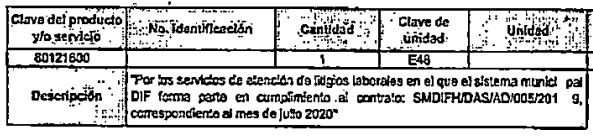 Clave del producto y/o servicio No. Identificación Cantidad Clave de unidad Unidad
80121600 1 E48
Descripción "Por los servicios de atención de litigios laborales en el que el sistema munici pal
DIF forma parte en cumplimiento al contrato: SMDIFH/DAS/AD/005/201 9,
correspondiente al mes de julio 2020"